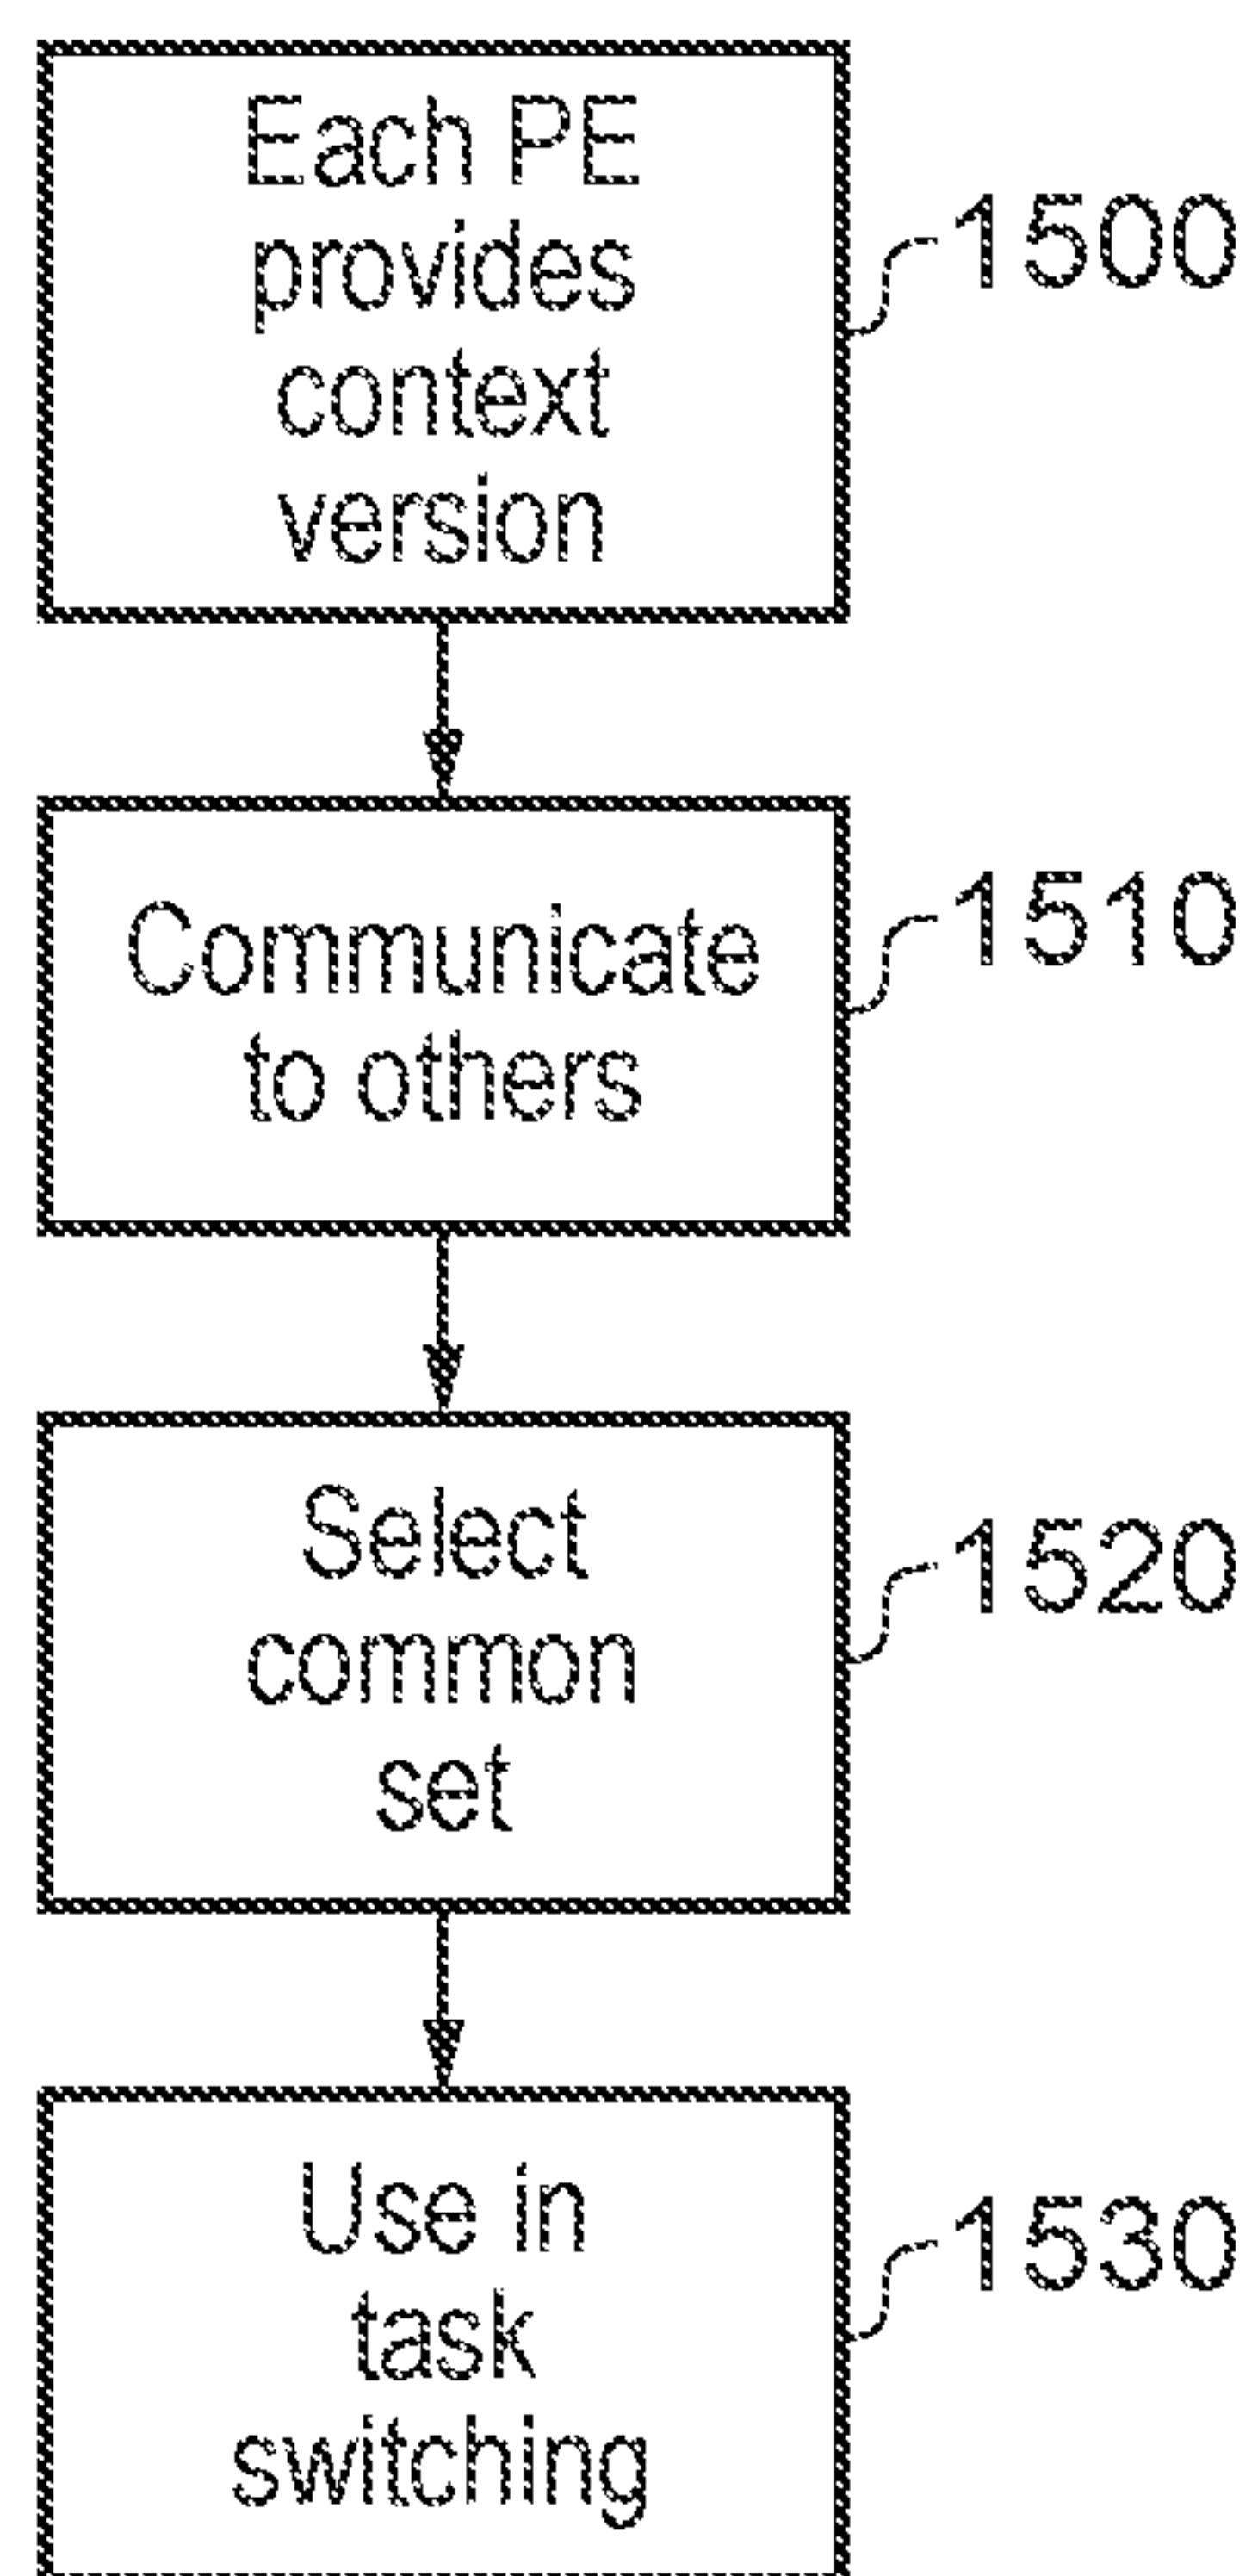 Each PE
provides
context
version
1500
Communicate
to others
1510
Select
common
set
1520
Use in
task
switching
1530